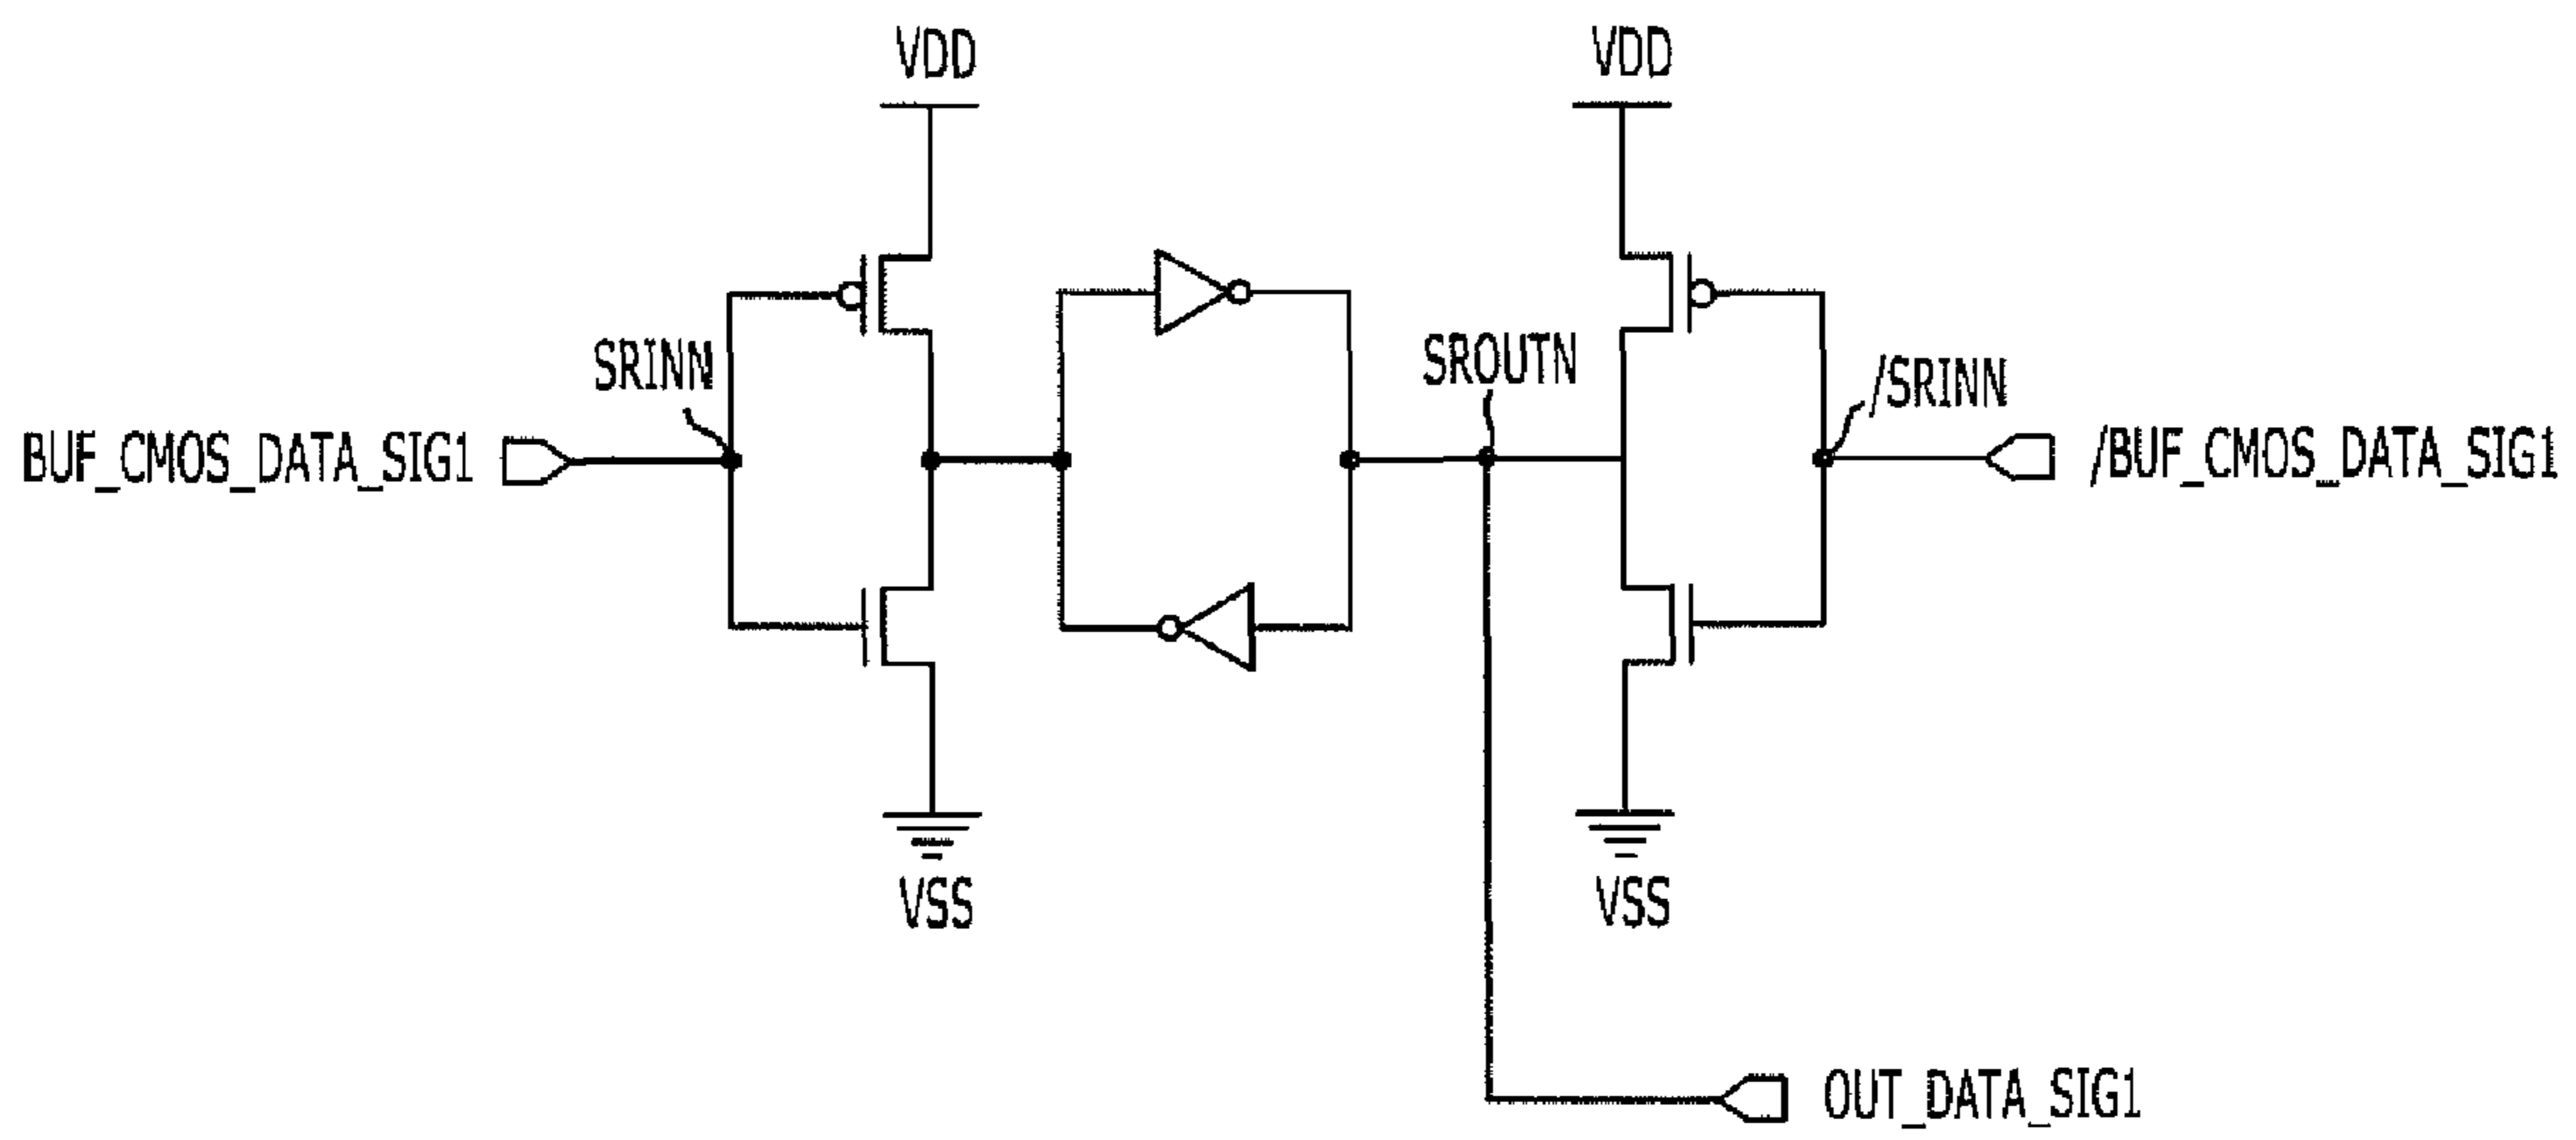 VDD
VDD
SRINN
SROUTN
/SRINN
BUF_CMOS_DATA_SIG1
/BUF_CMOS_DATA_SIG1
VSS
VSS
OUT_DATA_SIG1